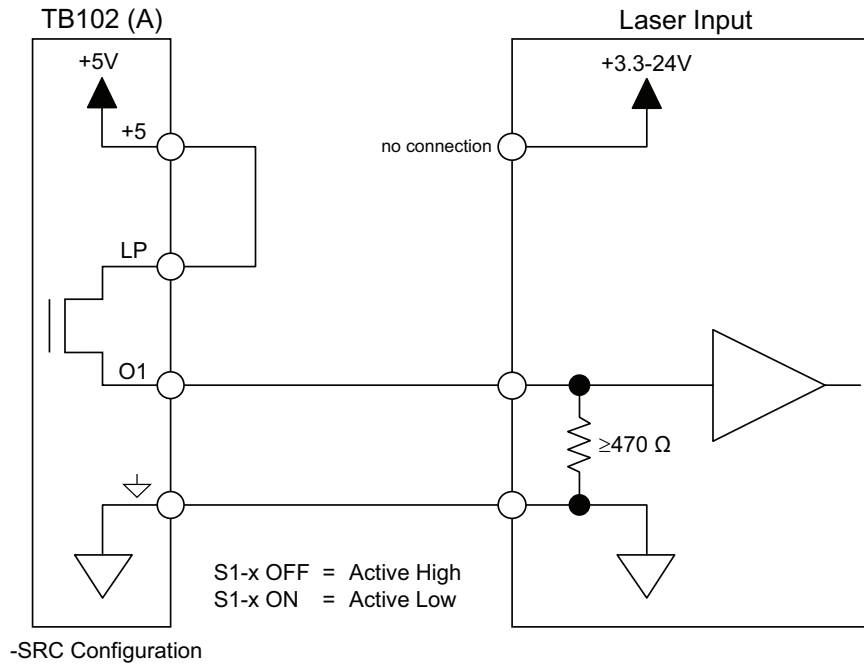 TB102 (A)
Laser Input
+5V
+3.3-24V
+5
no connection
LP
O1
≥470 Ω
S1-x OFF = Active High
S1-x ON = Active Low
-SRC Configuration